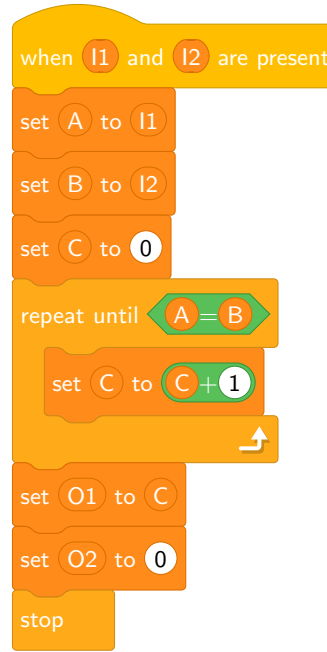 when I1 and I2 are present
set A to I1
set B to I2
set C to 0
repeat until A=B
set C to C+1
set O1 to C
set O2 to 0
stop